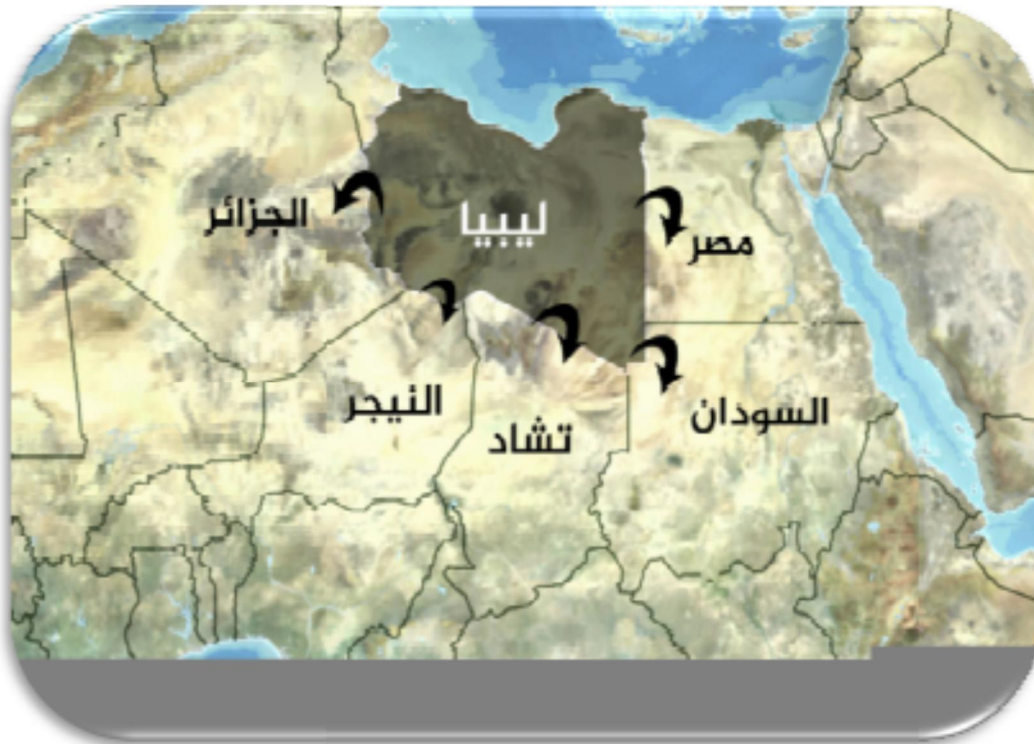 الجزائر
ليبيا
مصر
النيجر
تشاد
السودان